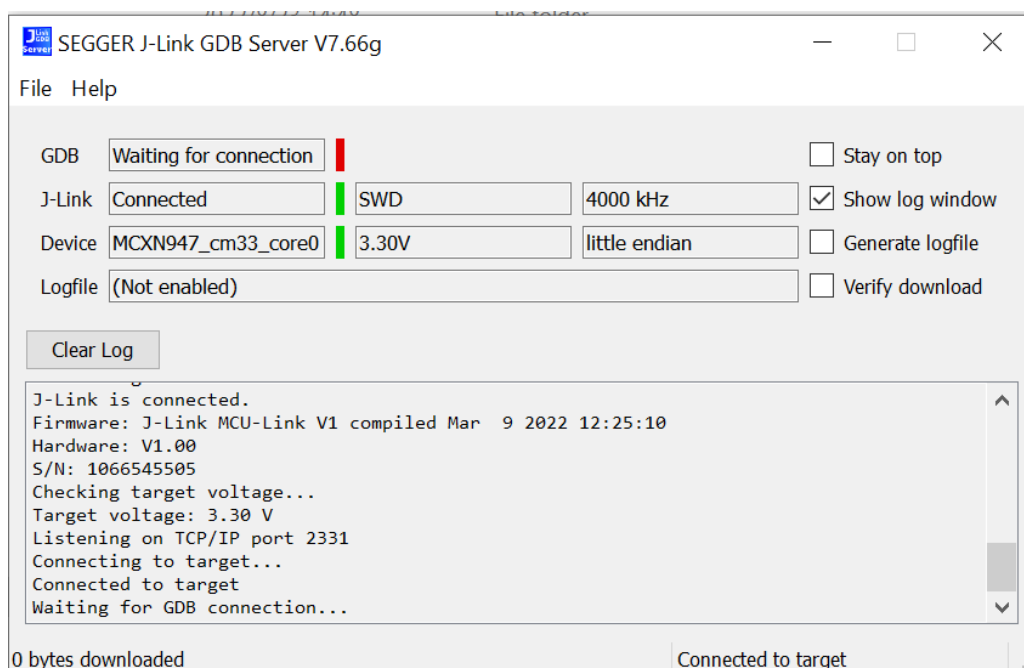 SEGGER J-Link GDB Server V7.66g
File Help
GDB Waiting for connection Stay on top
J-Link Connected SWD 4000 kHz Show log window
Device MCXN947_cm33_core0 3.30V little endian Generate logfile
Logfile (Not enabled) Verify download
Clear Log
J-Link is connected.
Firmware: J-Link MCU-Link V1 compiled Mar  9 2022 12:25:10
Hardware: V1.00
S/N: 1066545505
Checking target voltage...
Target voltage: 3.30 V
Listening on TCP/IP port 2331
Connecting to target...
Connected to target
Waiting for GDB connection...
0 bytes downloaded Connected to target